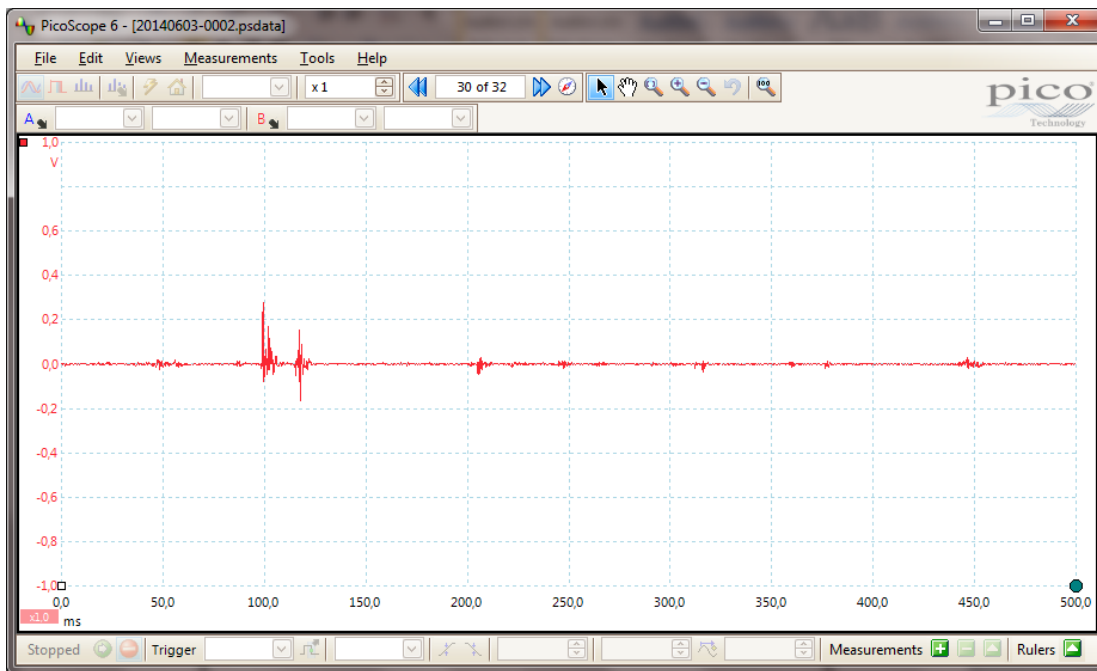 PicoScope 6 - [20140603-0002.psdata]
File Edit Views Measurements Tools Help
x 1 30 of 32
pico
Technology
A B
1,0
V
0,6
0,4
0,2
0,0
-0,2
-0,4
-0,6
-0,8
-1,0
0,0 50,0 100,0 150,0 200,0 250,0 300,0 350,0 400,0 450,0 500,0
x1,0 ms
Stopped Trigger Measurements Rulers